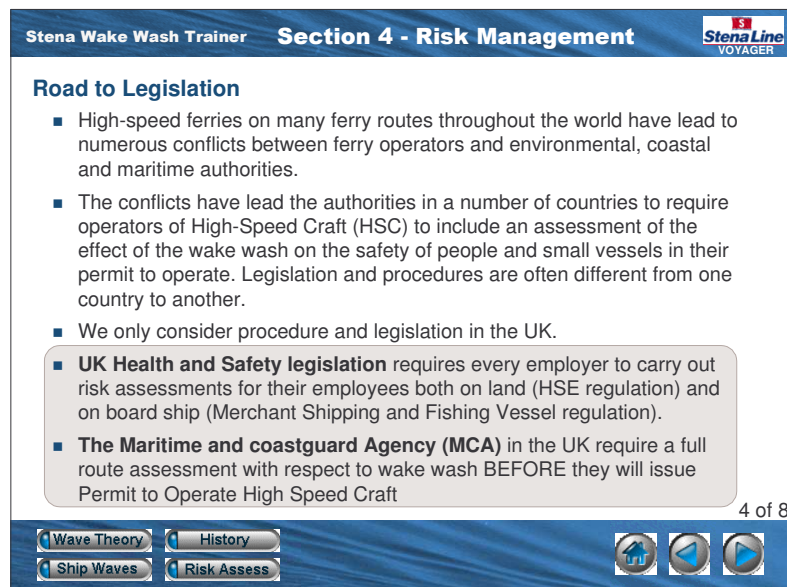 Stena Wake Wash Trainer Section 4 - Risk Management
S
Stena Line
VOYAGER
Road to Legislation
High-speed ferries on many ferry routes throughout the world have lead to
numerous conflicts between ferry operators and environmental, coastal
and maritime authorities.
The conflicts have lead the authorities in a number of countries to require
operators of High-Speed Craft (HSC) to include an assessment of the
effect of the wake wash on the safety of people and small vessels in their
permit to operate. Legislation and procedures are often different from one
country to another.
We only consider procedure and legislation in the UK.
UK Health and Safety legislation requires every employer to carry out
risk assessments for their employees both on land (HSE regulation) and
on board ship (Merchant Shipping and Fishing Vessel regulation).
The Maritime and coastguard Agency (MCA) in the UK require a full
route assessment with respect to wake wash BEFORE they will issue
Permit to Operate High Speed Craft
4 of 8
Wave Theory History
Ship Waves Risk Assess